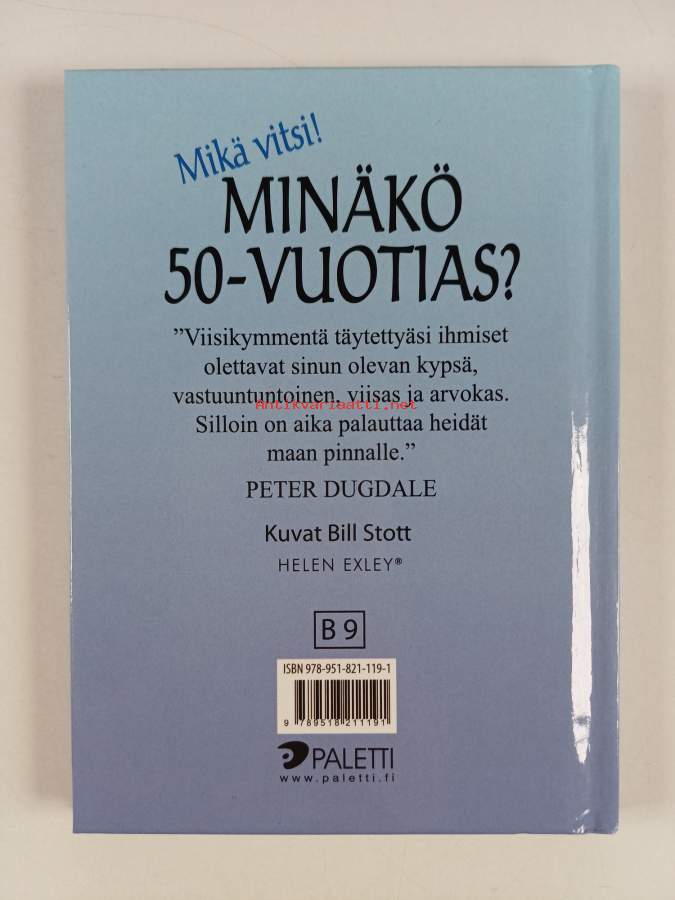 Mikä vitsi!
MINÄKÖ
50-VUOTIAS?
”Viisikymmentä täytettyäsi ihmiset
olettavat sinun olevan kypsä,
vastuuntuntoinen, viisas ja arvokas.
Antikvariaatti.net
Silloin on aika palauttaa heidät
maan pinnalle.”
PETER DUGDALE
Kuvat Bill Stott
HELEN EXLEY®
B 9
ISBN 978-951-821-119-1
9 789518 211191
PALETTI
www.paletti.fi